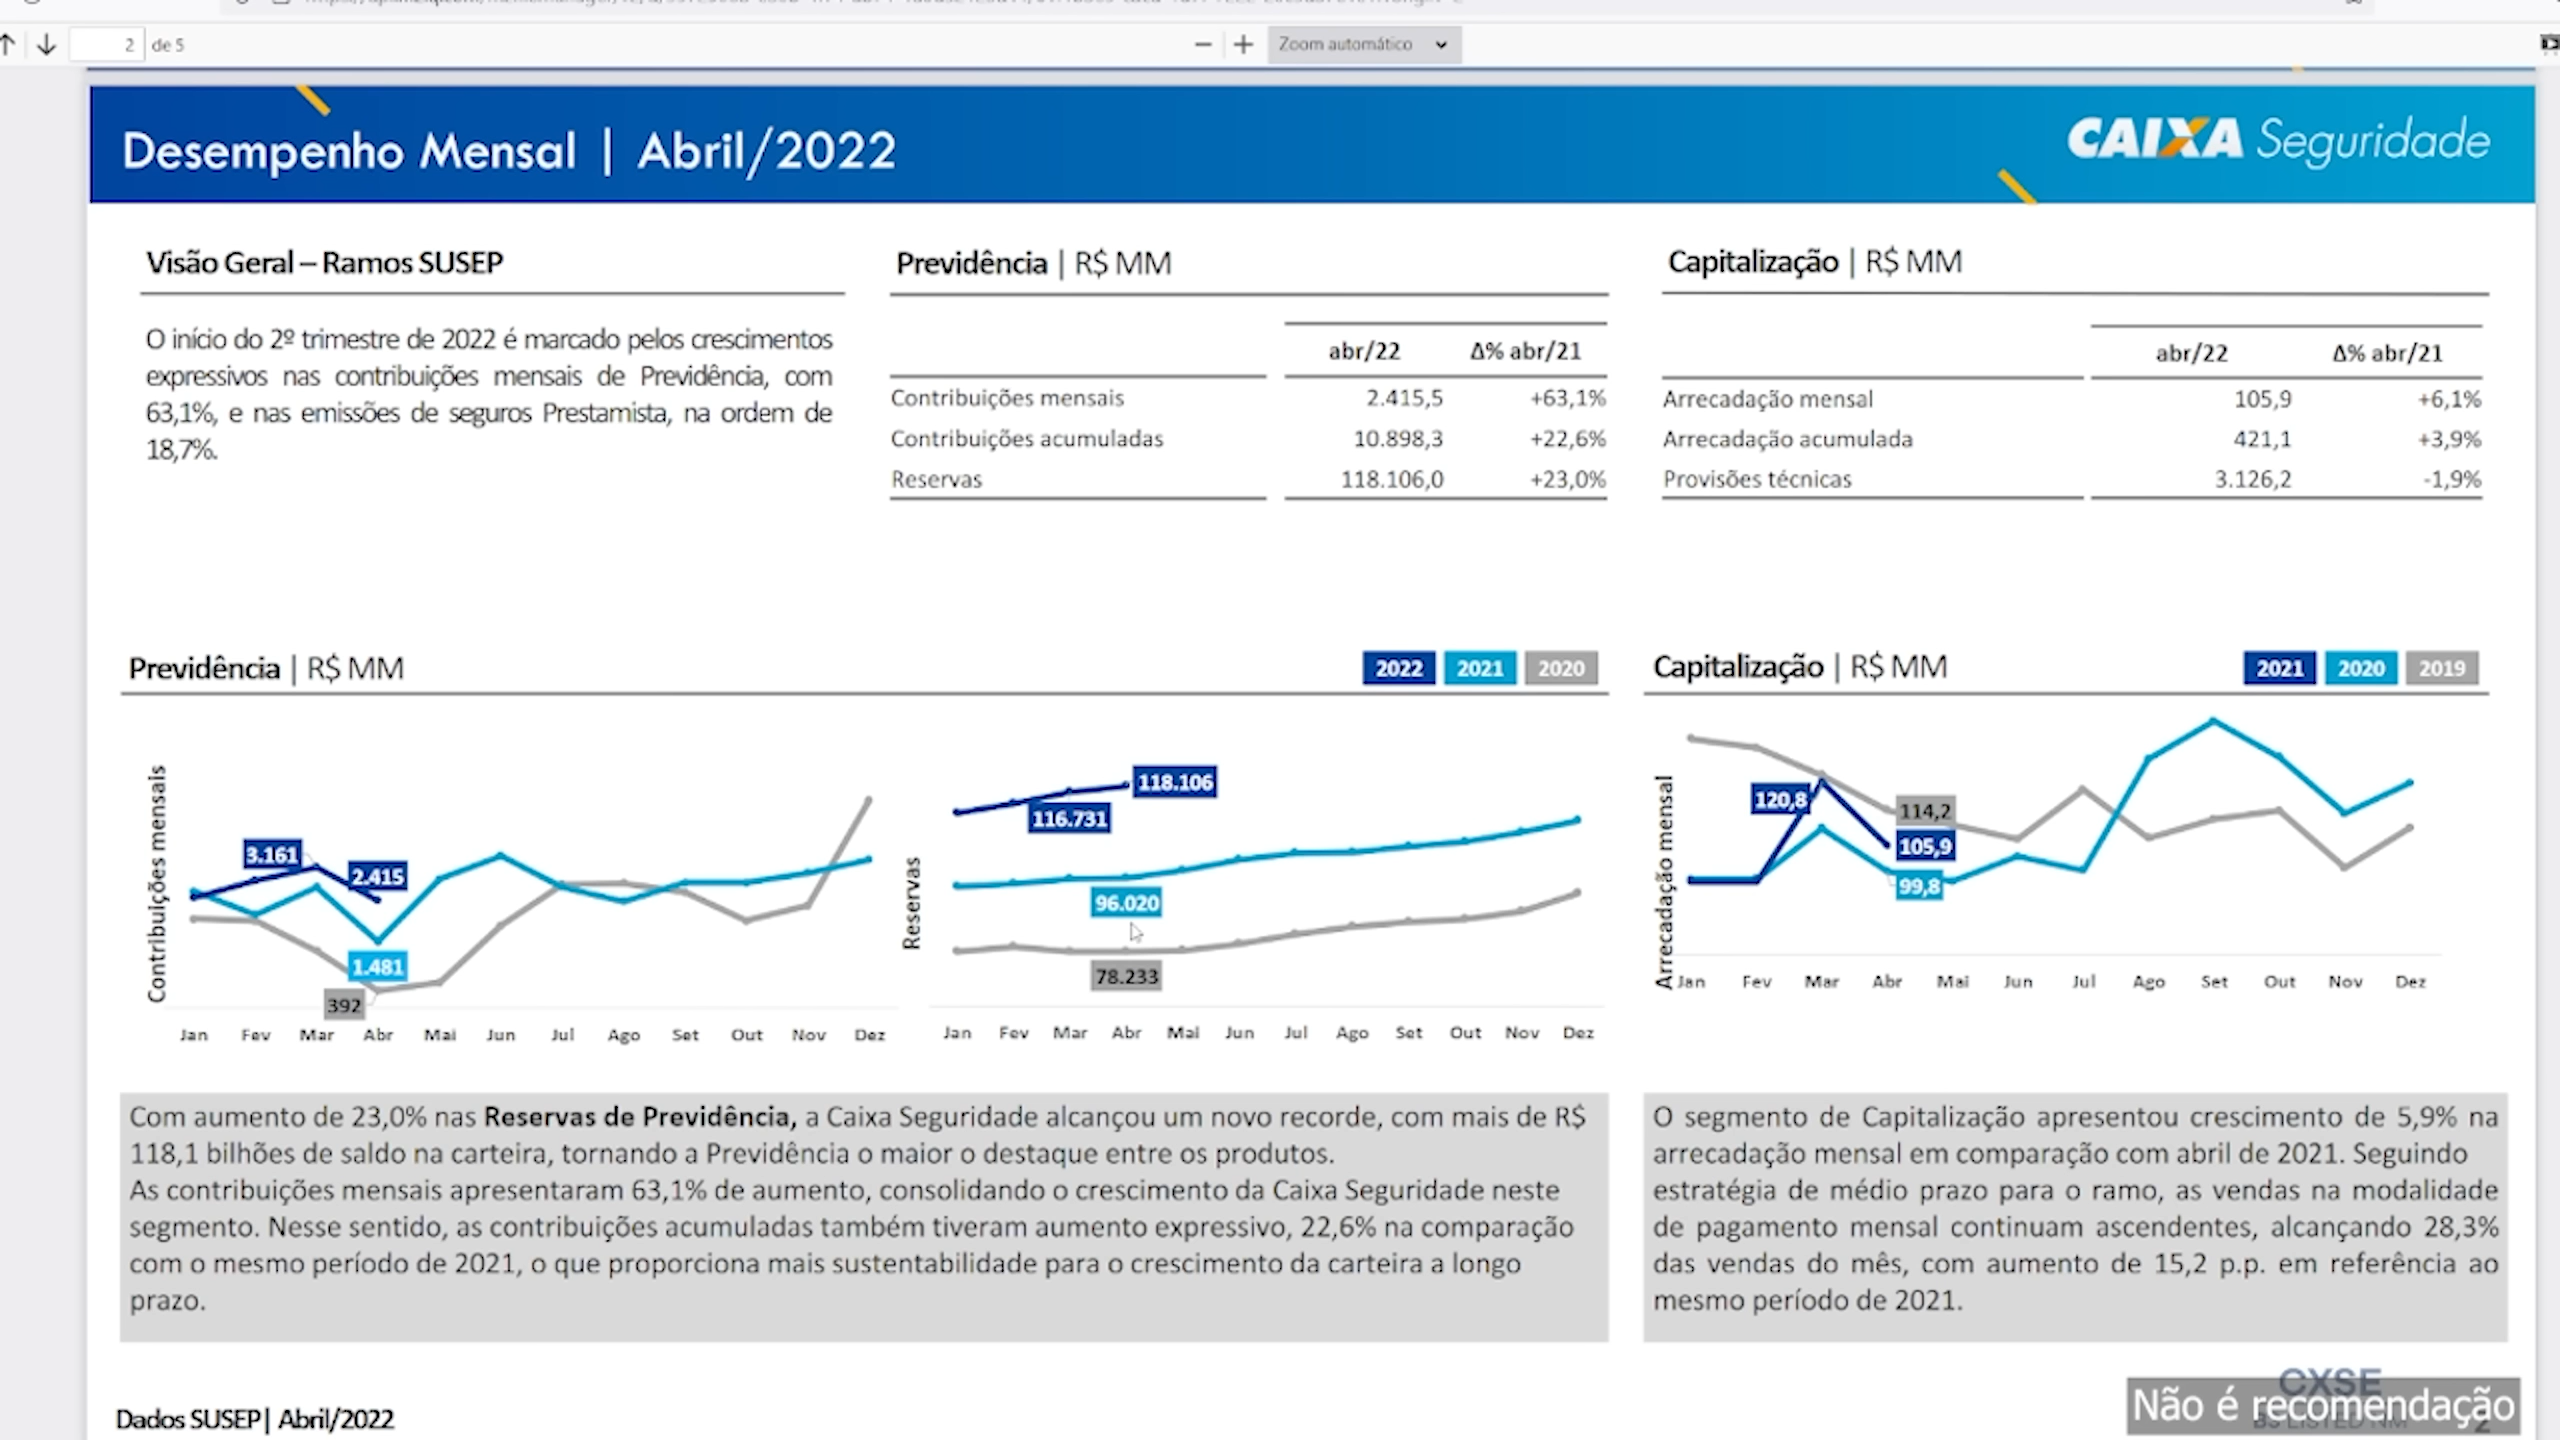 2 de 5
Zoom automático
Desempenho Mensal | Abril/2022
CAIXA Seguridade
Visão Geral – Ramos SUSEP
O início do 2º trimestre de 2022 é marcado pelos crescimentos
expressivos nas contribuições mensais de Previdência, com
63,1%, e nas emissões de seguros Prestamista, na ordem de
18,7%.
Previdência | R$ MM
abr/22 Δ% abr/21
Contribuições mensais 2.415,5 +63,1%
Contribuições acumuladas 10.898,3 +22,6%
Reservas 118.106,0 +23,0%
Capitalização | R$ MM
abr/22 Δ% abr/21
Arrecadação mensal 105,9 +6,1%
Arrecadação acumulada 421,1 +3,9%
Provisões técnicas 3.126,2 -1,9%
Previdência | R$ MM
2022 2021 2020
Contribuições mensais
3.161
2.415
1.481
392
Jan Fev Mar Abr Mai Jun Jul Ago Set Out Nov Dez
Reservas
118.106
116.731
96.020
78.233
Jan Fev Mar Abr Mai Jun Jul Ago Set Out Nov Dez
Capitalização | R$ MM
2021 2020 2019
Arrecadação mensal
120,8
114,2
105,9
99,8
Jan Fev Mar Abr Mai Jun Jul Ago Set Out Nov Dez
Com aumento de 23,0% nas Reservas de Previdência, a Caixa Seguridade alcançou um novo recorde, com mais de R$
118,1 bilhões de saldo na carteira, tornando a Previdência o maior o destaque entre os produtos.
As contribuições mensais apresentaram 63,1% de aumento, consolidando o crescimento da Caixa Seguridade neste
segmento. Nesse sentido, as contribuições acumuladas também tiveram aumento expressivo, 22,6% na comparação
com o mesmo período de 2021, o que proporciona mais sustentabilidade para o crescimento da carteira a longo
prazo.
O segmento de Capitalização apresentou crescimento de 5,9% na
arrecadação mensal em comparação com abril de 2021. Seguindo
estratégia de médio prazo para o ramo, as vendas na modalidade
de pagamento mensal continuam ascendentes, alcançando 28,3%
das vendas do mês, com aumento de 15,2 p.p. em referência ao
mesmo período de 2021.
Dados SUSEP| Abril/2022
CXSE
Não é recomendação
2